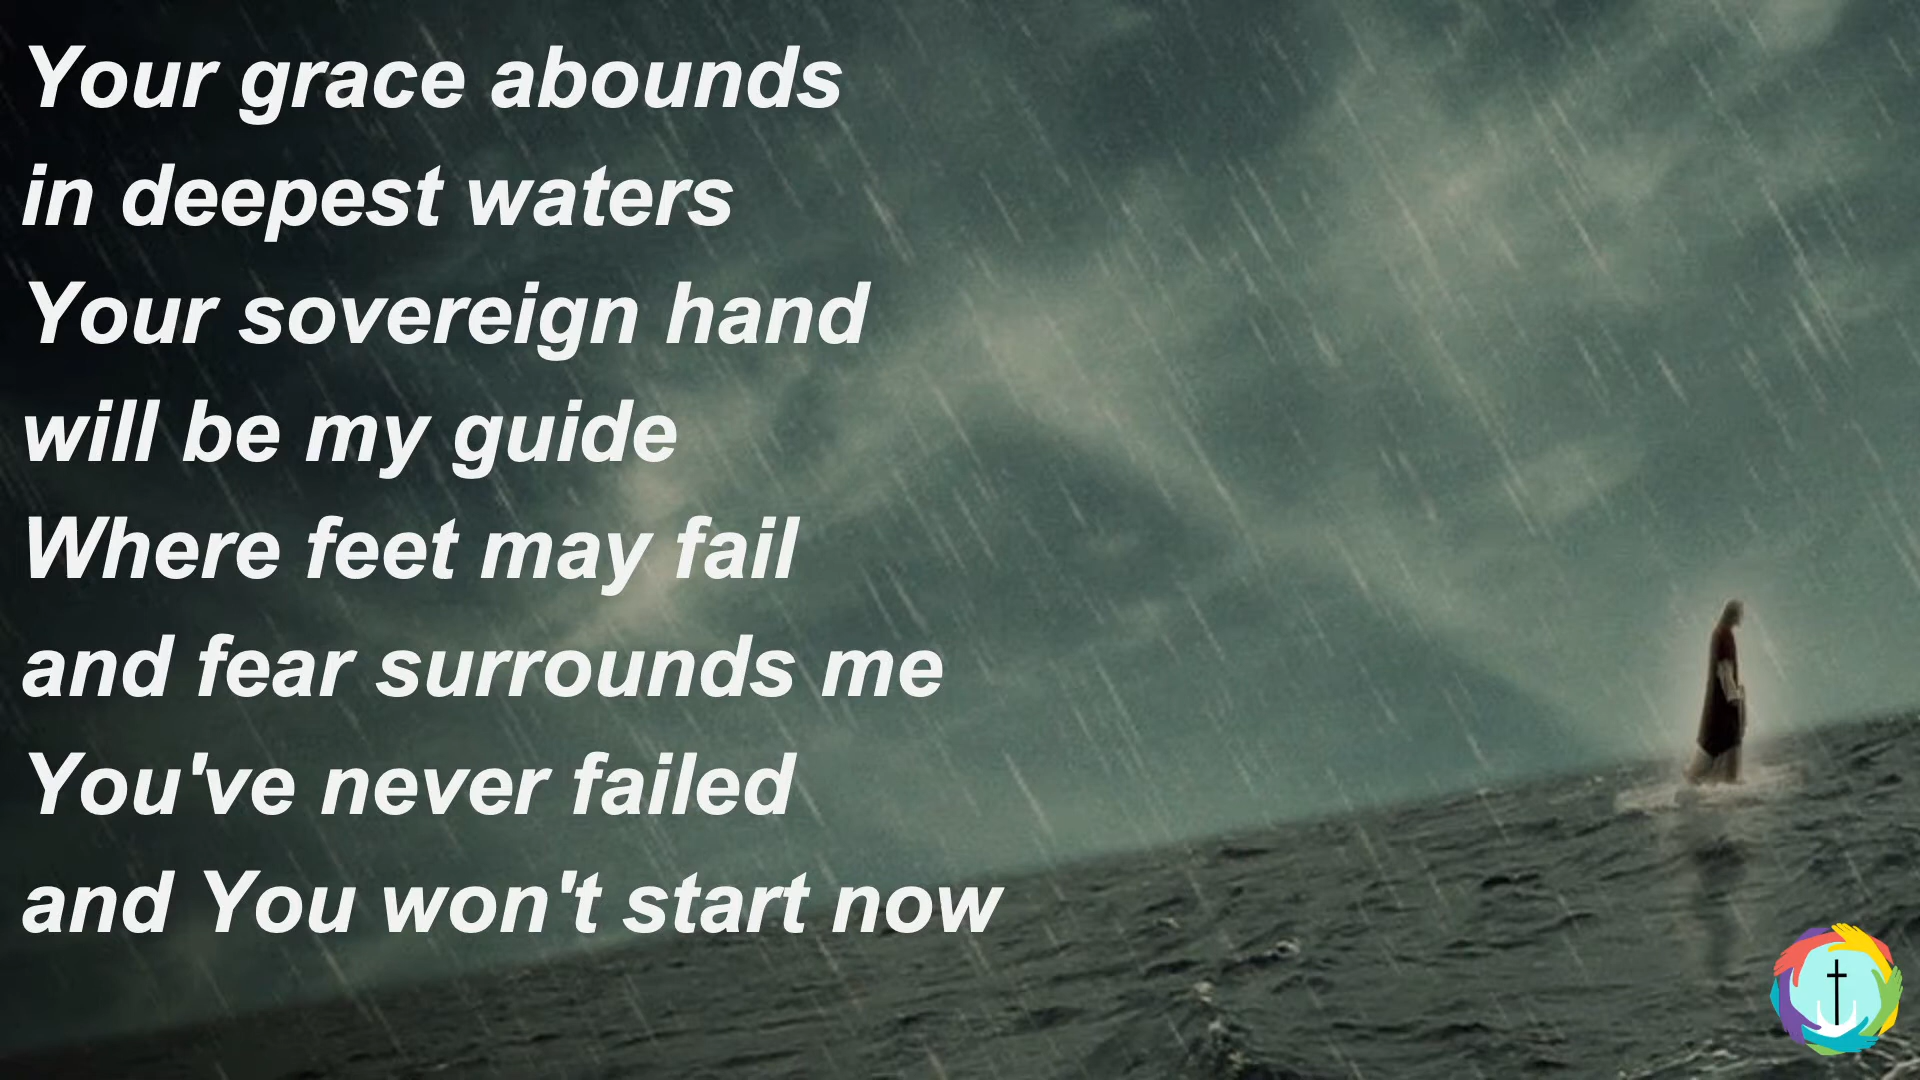 Your grace abounds
in deepest waters
Your sovereign hand
will be my guide
Where feet may fail
and fear surrounds me
You've never failed
and You won't start now